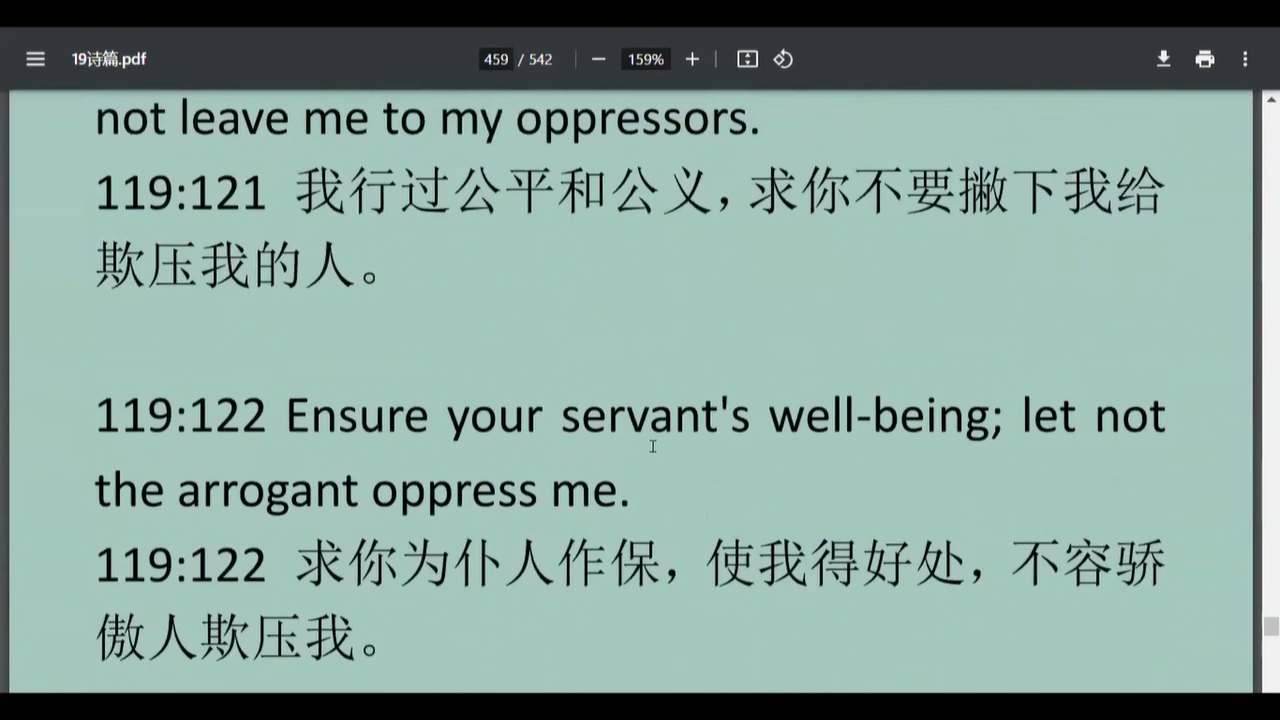 19诗篇.pdf
459 / 542
159%
not leave me to my oppressors.
119:121 我行过公平和公义，求你不要撇下我给
欺压我的人。
119:122 Ensure your servant's well-being; let not
the arrogant oppress me.
119:122 求你为仆人作保，使我得好处，不容骄
傲人欺压我。